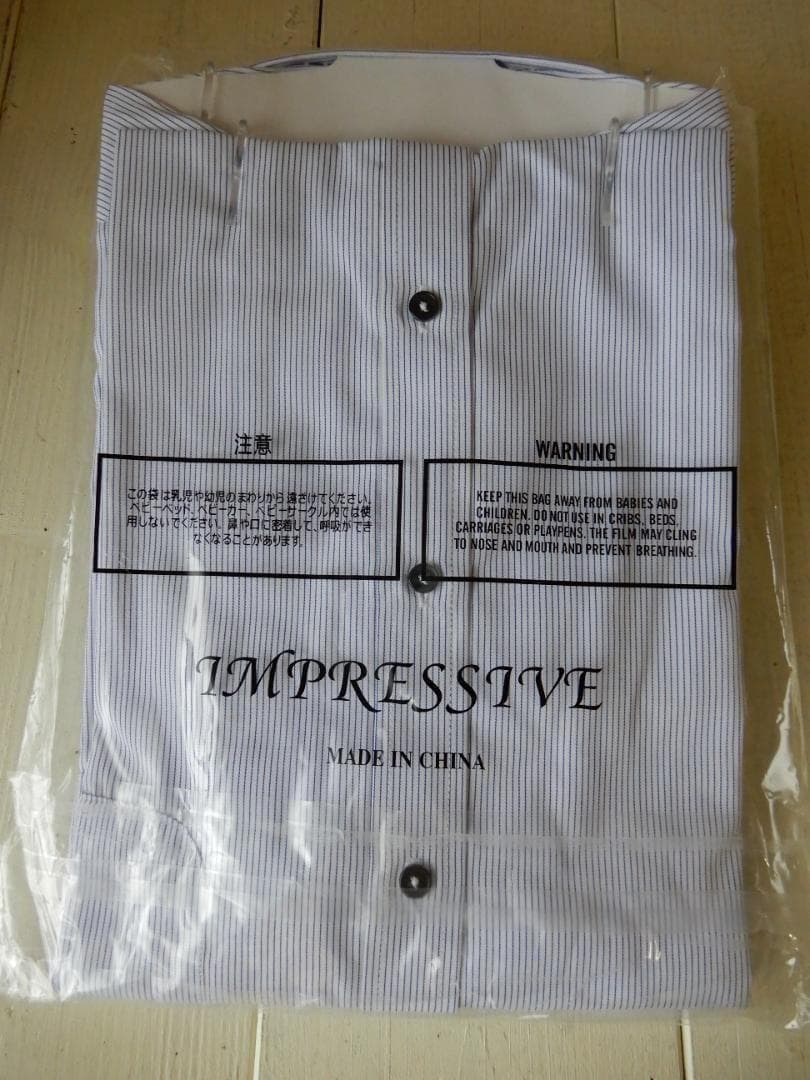 注意
この袋は乳児や幼児のまわりから遠ざけてください。
ベビーベッド、ベビーカー、ベビーサークル内では使
用しないでください。鼻や口に密着して、呼吸ができ
なくなることがあります。
WARNING
KEEP THIS BAG AWAY FROM BABIES AND
CHILDREN. DO NOT USE IN CRIBS, BEDS,
CARRIAGES OR PLAYPENS. THE FILM MAY CLING
TO NOSE AND MOUTH AND PREVENT BREATHING.
IMPRESSIVE
MADE IN CHINA